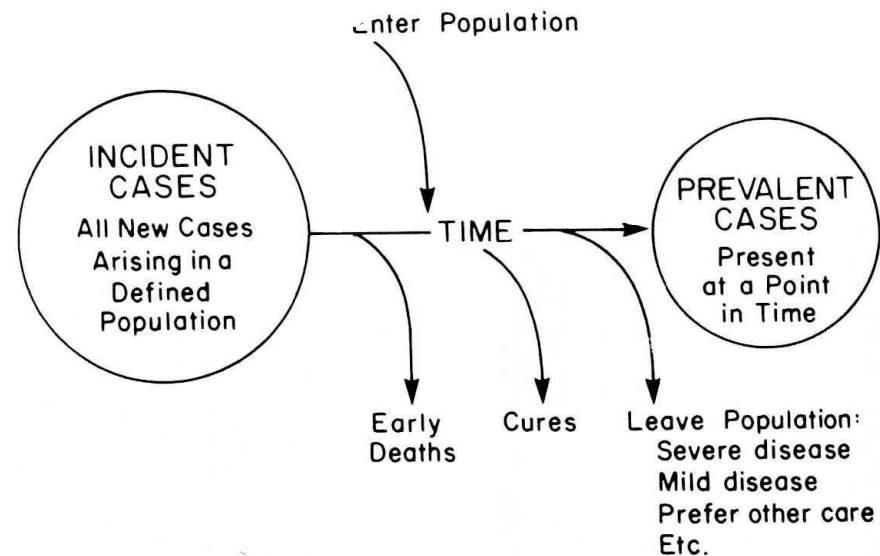 Enter Population
INCIDENT
CASES
All New Cases
Arising in a
Defined
Population
TIME
PREVALENT
CASES
Present
at a Point
in Time
Early
Deaths
Cures
Leave Population:
Severe disease
Mild disease
Prefer other care
Etc.